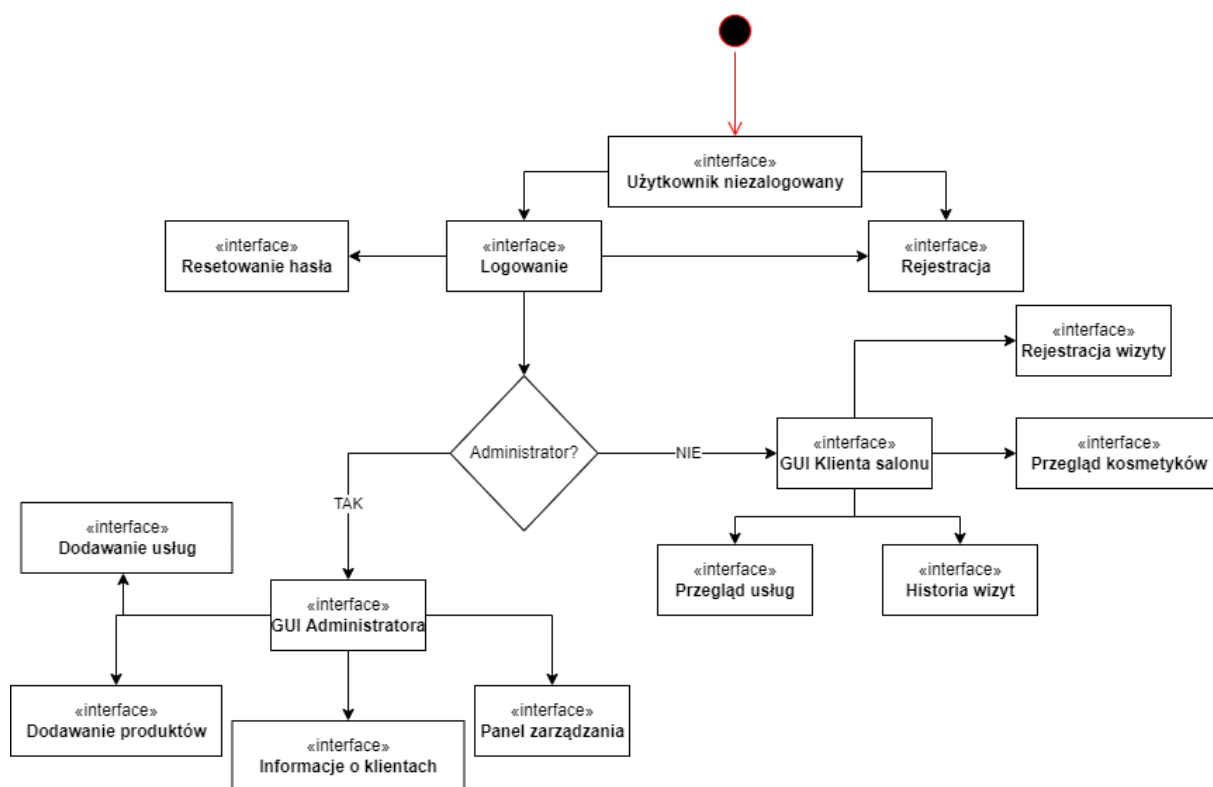 «interface»
Użytkownik niezalogowany
«interface»
Resetowanie hasła
«interface»
Logowanie
«interface»
Rejestracja
«interface»
Rejestracja wizyty
Administrator?
NIE
«interface»
GUI Klienta salonu
«interface»
Przegląd kosmetyków
TAK
«interface»
Dodawanie usług
«interface»
Przegląd usług
«interface»
Historia wizyt
«interface»
GUI Administratora
«interface»
Dodawanie produktów
«interface»
Informacje o klientach
«interface»
Panel zarządzania